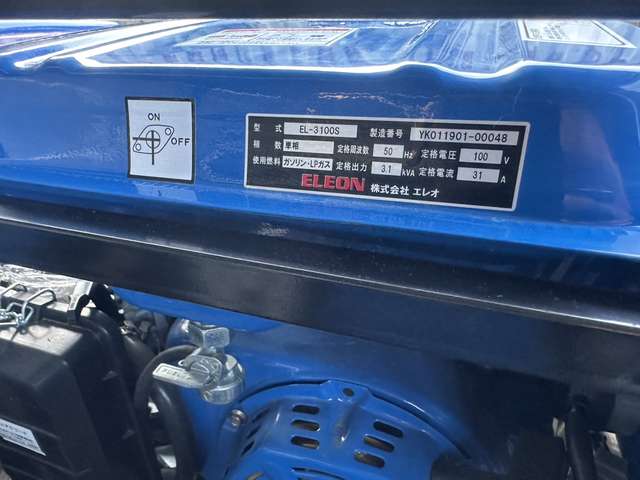 ON
OFF
型式 EL-3100S 製造番号 YK011901-00048
相数 単相 定格周波数 50 Hz 定格電圧 100 V
使用燃料 ガソリン・LPガス 定格出力 3.1 kVA 定格電流 31 A
ELEON 株式会社 エレオ